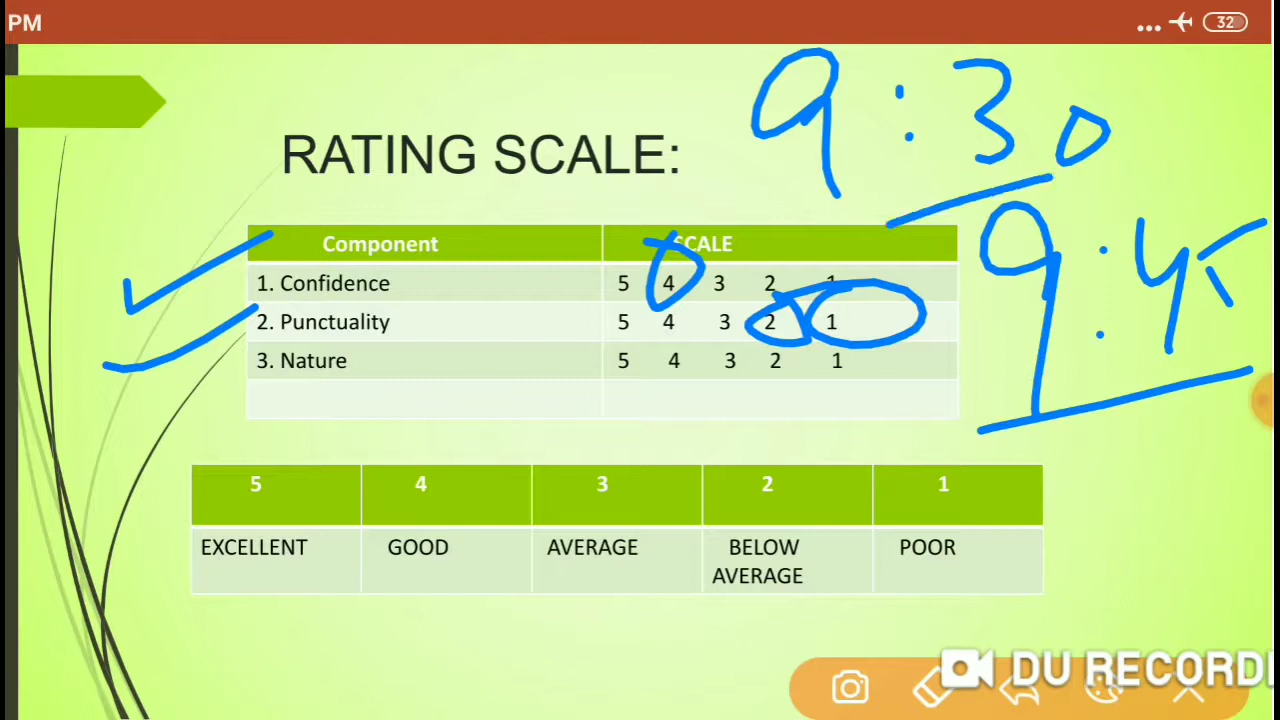 PM
32
9:30
RATING SCALE:
9:45
Component SCALE
1. Confidence 5 4 3 2 1
2. Punctuality 5 4 3 2 1
3. Nature 5 4 3 2 1
5 4 3 2 1
EXCELLENT GOOD AVERAGE BELOW AVERAGE POOR
DU RECORDE